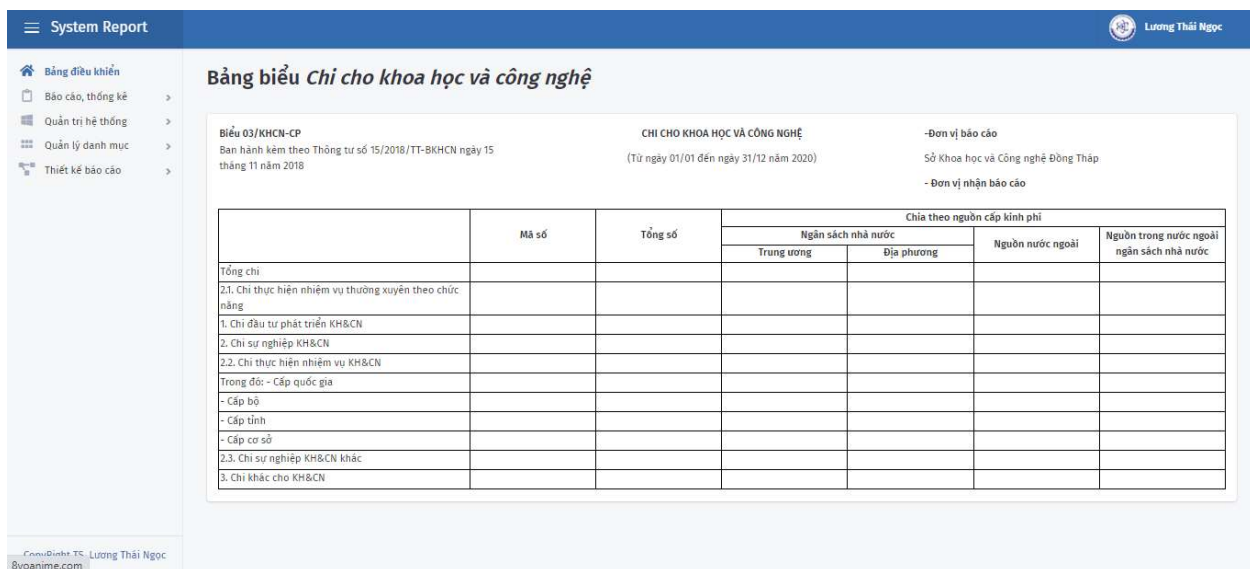 System Report
Lương Thái Ngọc
Bảng điều khiển
Báo cáo, thống kê
Quản trị hệ thống
Quản lý danh mục
Thiết kế báo cáo
Bảng biểu Chi cho khoa học và công nghệ
Biểu 03/KHCN-CP
Ban hành kèm theo Thông tư số 15/2018/TT-BKHCN ngày 15
tháng 11 năm 2018
CHI CHO KHOA HỌC VÀ CÔNG NGHỆ
(Từ ngày 01/01 đến ngày 31/12 năm 2020)
-Đơn vị báo cáo
Sở Khoa học và Công nghệ Đồng Tháp
- Đơn vị nhận báo cáo
Mã số
Tổng số
Chia theo nguồn cấp kinh phí
Ngân sách nhà nước
Trung ương
Địa phương
Nguồn nước ngoài
Nguồn trong nước ngoài
ngân sách nhà nước
Tổng chi
2.1. Chi thực hiện nhiệm vụ thường xuyên theo chức
năng
1. Chi đầu tư phát triển KH&CN
2. Chi sự nghiệp KH&CN
2.2. Chi thực hiện nhiệm vụ KH&CN
Trong đó: - Cấp quốc gia
- Cấp bộ
- Cấp tỉnh
- Cấp cơ sở
2.3. Chi sự nghiệp KH&CN khác
3. Chi khác cho KH&CN
CopyRight TS. Lương Thái Ngọc
8voanime.com